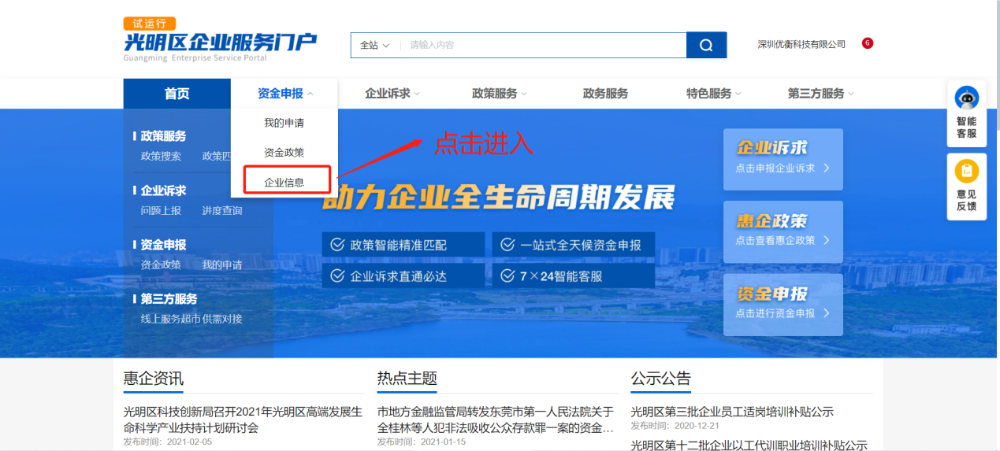 试运行
光明区企业服务门户
Guangming Enterprise Service Portal
全站
请输入内容
深圳优衡科技有限公司
6
首页
资金申报
企业诉求
政策服务
政务服务
特色服务
第三方服务
我的申请
资金政策
企业信息
点击进入
政策服务
政策搜索 政策匹
企业诉求
问题上报 进度查询
资金申报
资金政策 我的申请
第三方服务
线上服务超市 供需对接
助力企业全生命周期发展
政策智能精准匹配
一站式全天候资金申报
企业诉求直通必达
7×24智能客服
企业诉求
点击申报企业诉求
惠企政策
点击查看惠企政策
资金申报
点击进行资金申报
智能
客服
意见
反馈
惠企资讯
光明区科技创新局召开2021年光明区高端发展生
命科学产业扶持计划研讨会
发布时间：2021-02-05
热点主题
市地方金融监管局转发东莞市第一人民法院关于
全桂林等人犯非法吸收公众存款罪一案的资金…
发布时间：2021-01-15
公示公告
光明区第三批企业员工适岗培训补贴公示
发布时间：2020-12-21
光明区第十二批企业以工代训职业培训补贴公示